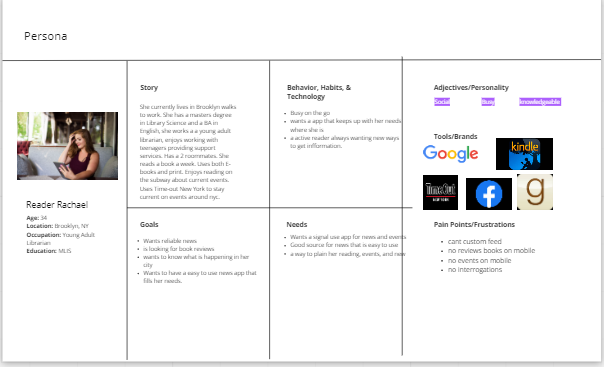 Persona
Reader Rachael
Age: 34
Location: Brooklyn, NY
Occupation: Young Adult
Librarian
Education: MLIS
Story
She currently lives in Brooklyn walks
to work. She has a masters degree
in Library Science and a BA in
English, she works as a young adult
librarian, enjoys working with
teenagers providing support
services. Has a 2 roommates. She
reads a book a week. Uses both E-
books and print. Enjoys reading on
the subway about current events.
Uses Time-out New York to stay
current on events around nyc.
Behavior, Habits, &
Technology
Busy on the go
wants a app that keeps up with her needs
where she is
a active reader always wanting new ways
to get infformation.
Adjectives/Personality
Social
Busy
knowledgeable
Tools/Brands
Google
kindle
TimeOut
NEW YORK
f
g
Goals
Wants reliable news
is looking for book reviews
wants to know what is happening in her
city
Wants to have a easy to use news app that
fills her needs.
Needs
Wants a signal use app for news and events
Good source for news that is easy to use
a way to plan her reading, events, and new
Pain Points/Frustrations
cant custom feed
no reviews books on mobile
no events on mobile
no interrogations